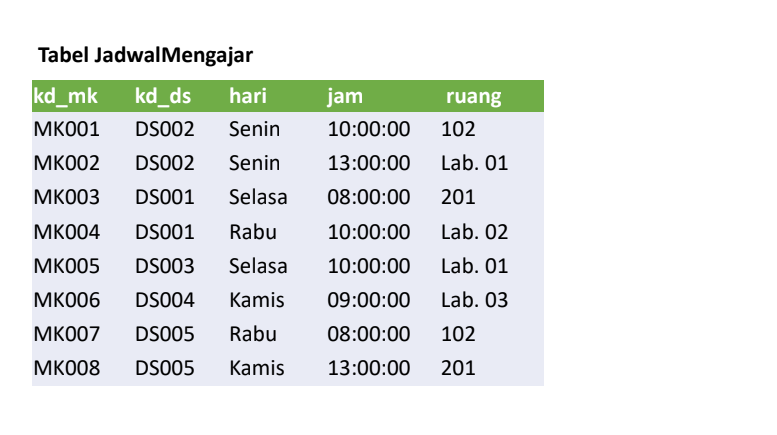 Tabel JadwalMengajar
kd_mk kd_ds hari jam ruang
MK001 DS002 Senin 10:00:00 102
MK002 DS002 Senin 13:00:00 Lab. 01
MK003 DS001 Selasa 08:00:00 201
MK004 DS001 Rabu 10:00:00 Lab. 02
MK005 DS003 Selasa 10:00:00 Lab. 01
MK006 DS004 Kamis 09:00:00 Lab. 03
MK007 DS005 Rabu 08:00:00 102
MK008 DS005 Kamis 13:00:00 201